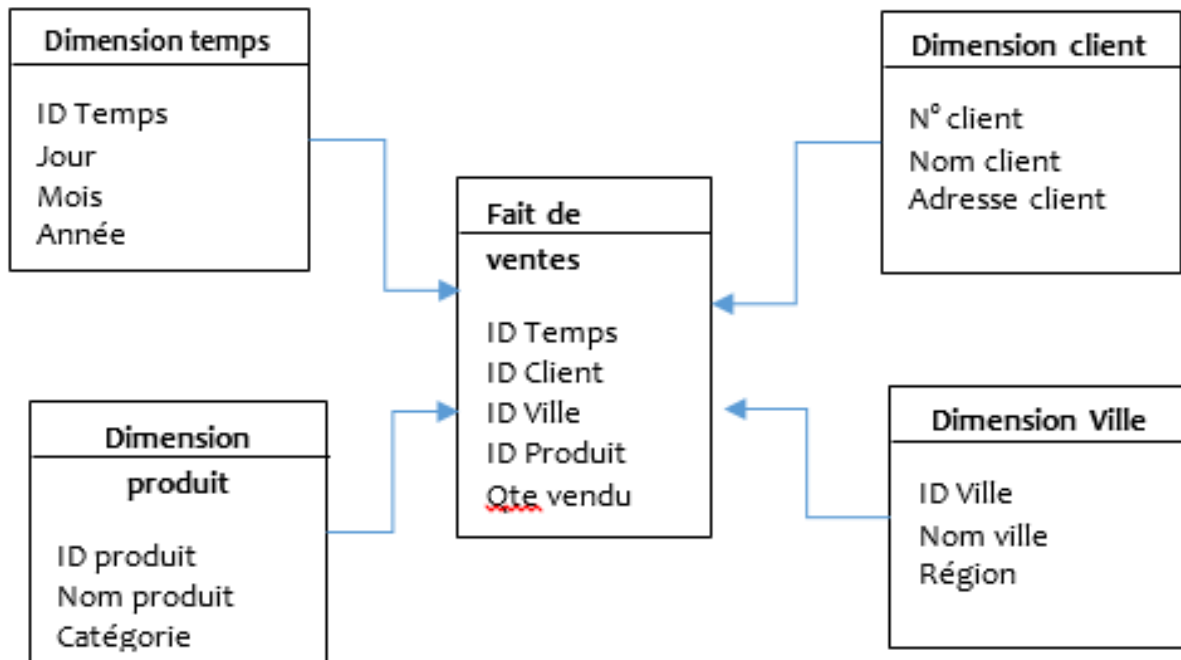 Dimension temps
ID Temps
Jour
Mois
Année
Dimension client
N° client
Nom client
Adresse client
Fait de
ventes
ID Temps
ID Client
ID Ville
ID Produit
Qte vendu
Dimension
produit
ID produit
Nom produit
Catégorie
Dimension Ville
ID Ville
Nom ville
Région